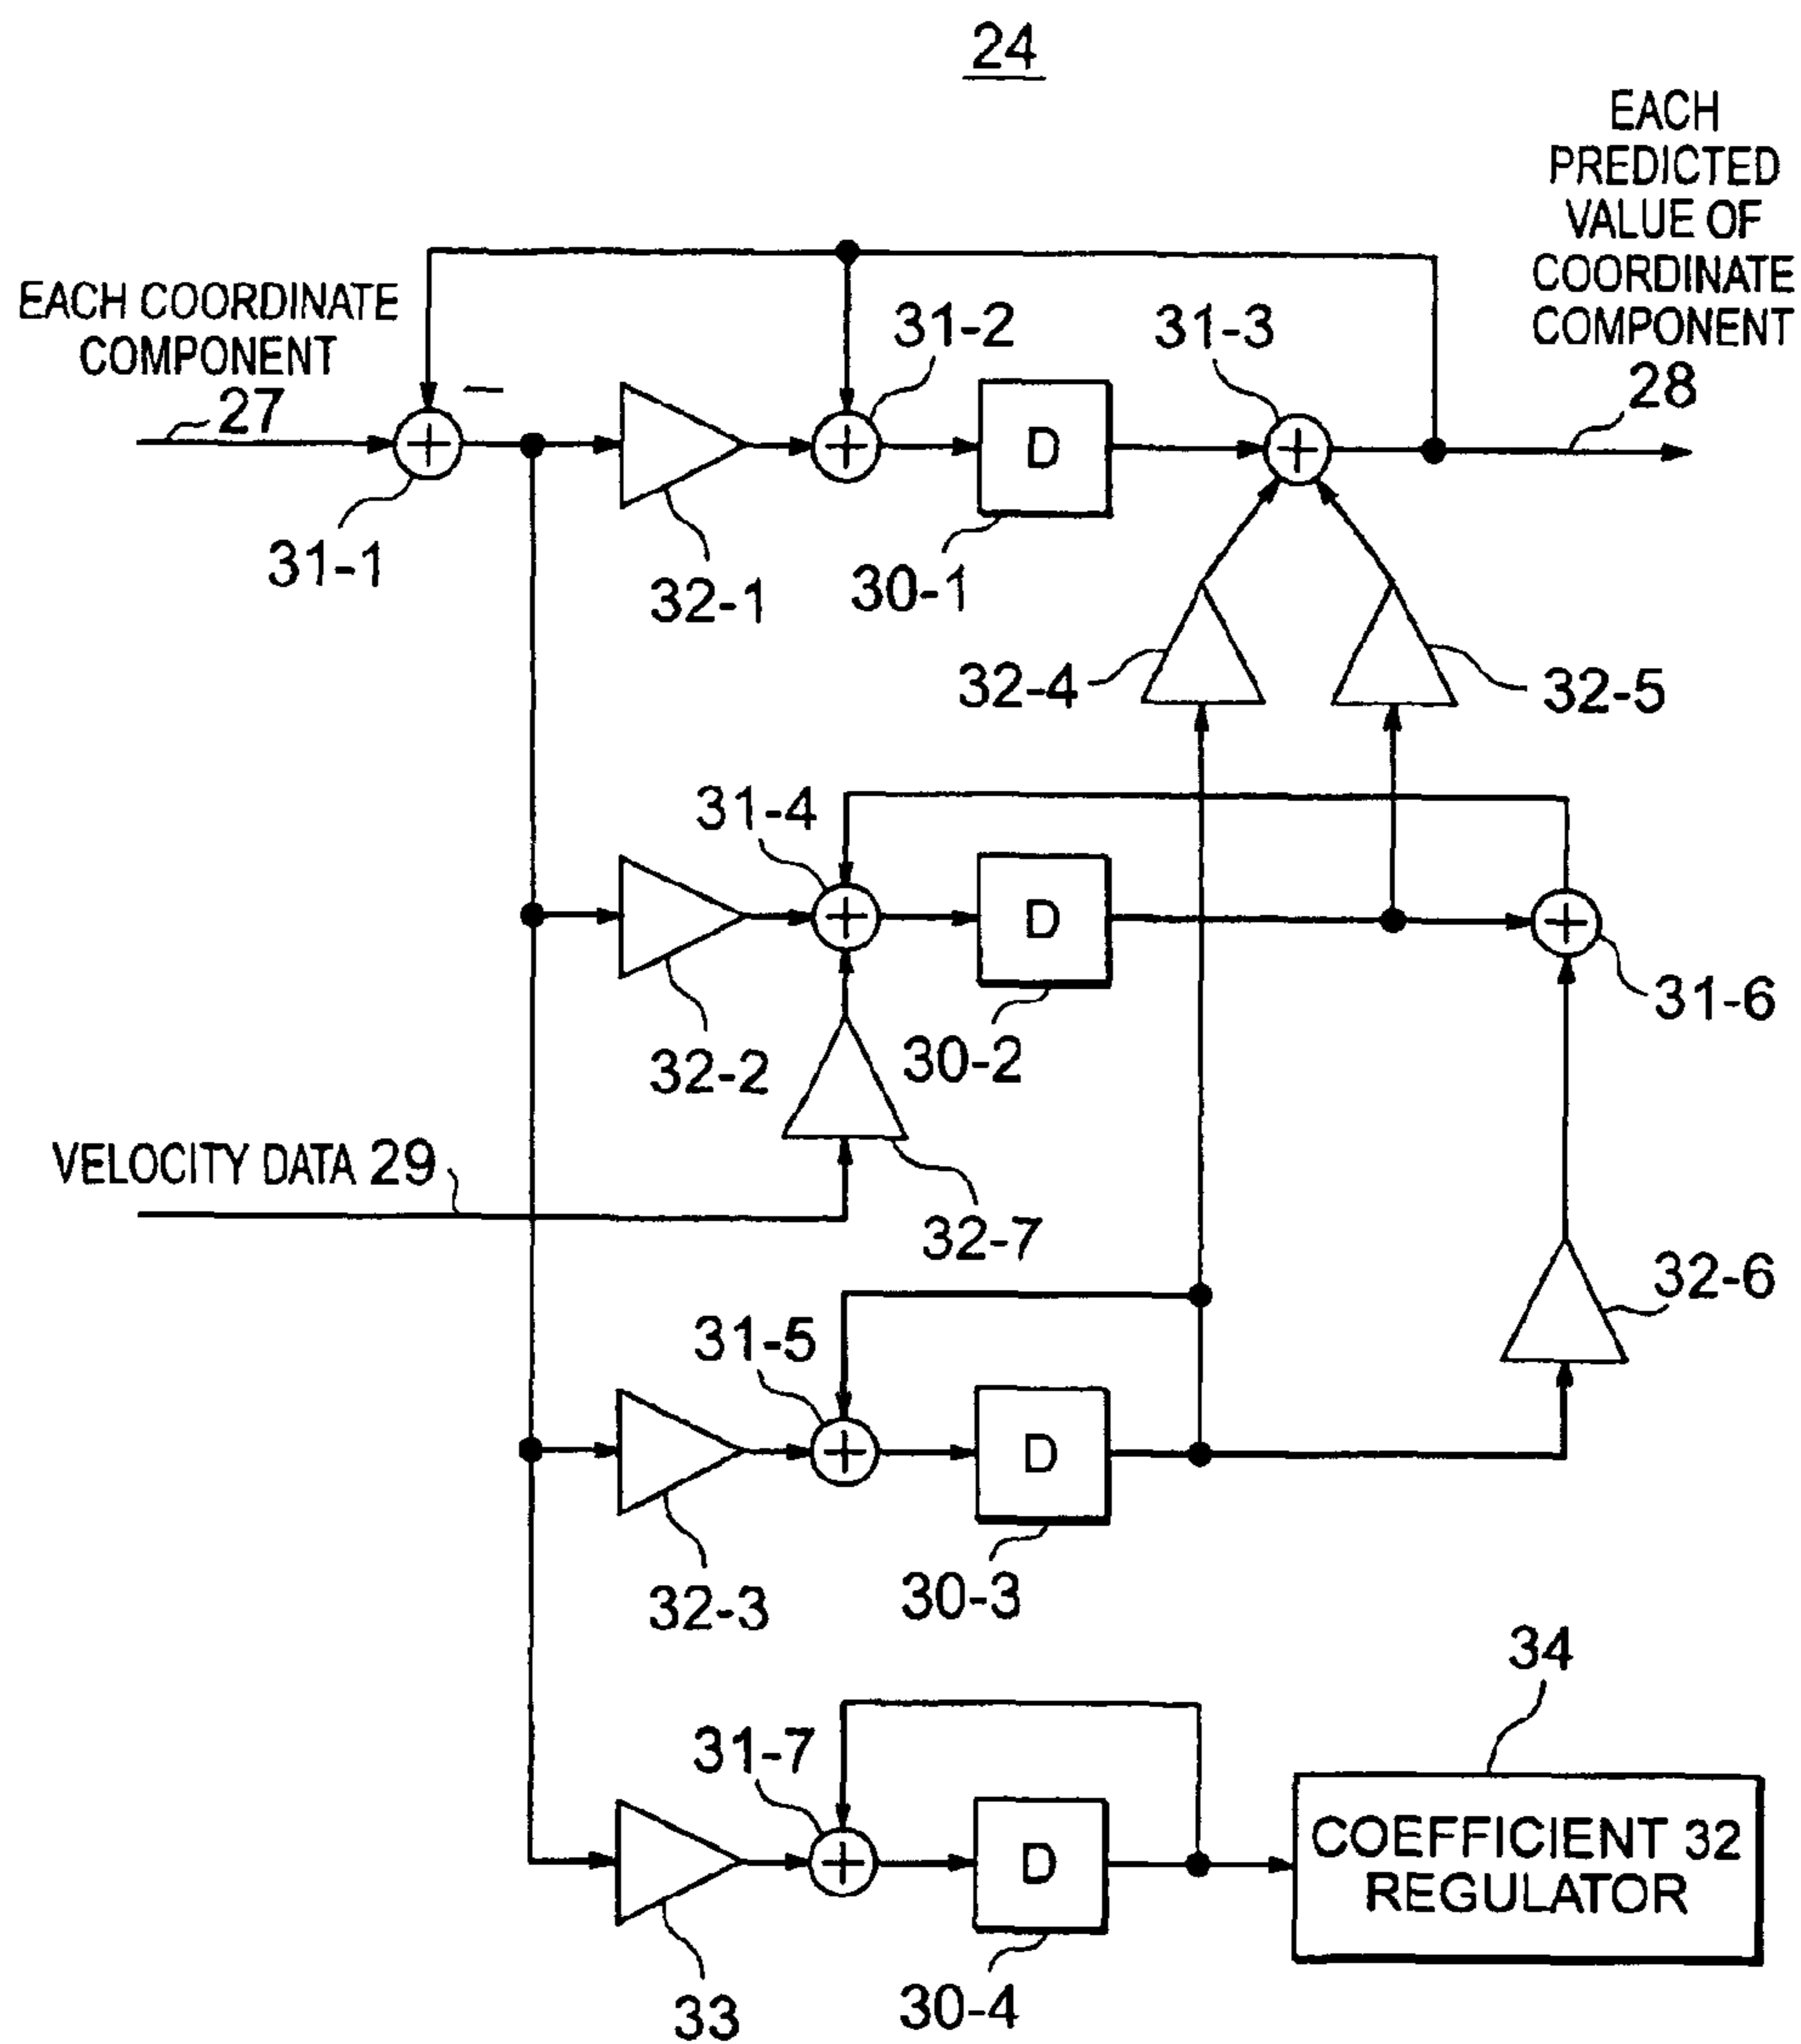 24
EACH
PREDICTED
VALUE OF
COORDINATE
COMPONENT
28
EACH COORDINATE
COMPONENT
27
–
31-2
31-3
+
+
D
+
31-1
32-1
30-1
32-4
32-5
31-4
+
D
+
31-6
32-2
30-2
VELOCITY DATA 29
32-7
32-6
31-5
+
D
32-3
30-3
34
31-7
+
D
COEFFICIENT 32
REGULATOR
33
30-4